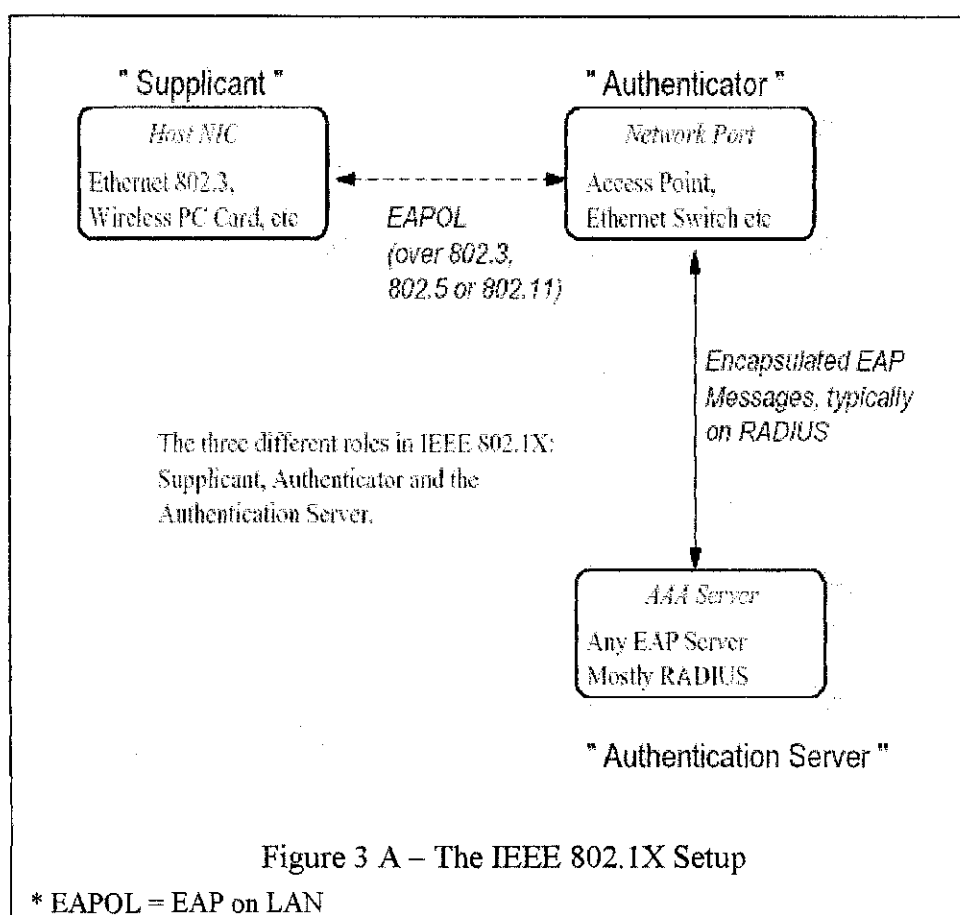 " Supplicant "
Host NIC
Ethernet 802.3,
Wireless PC Card, etc
" Authenticator "
Network Port
Access Point,
Ethernet Switch etc
EAPOL
(over 802.3,
802.5 or 802.11)
Encapsulated EAP
Messages, typically
on RADIUS
The three different roles in IEEE 802.1X:
Supplicant, Authenticator and the
Authentication Server.
AAA Server
Any EAP Server
Mostly RADIUS
" Authentication Server "
Figure 3 A – The IEEE 802.1X Setup
* EAPOL = EAP on LAN